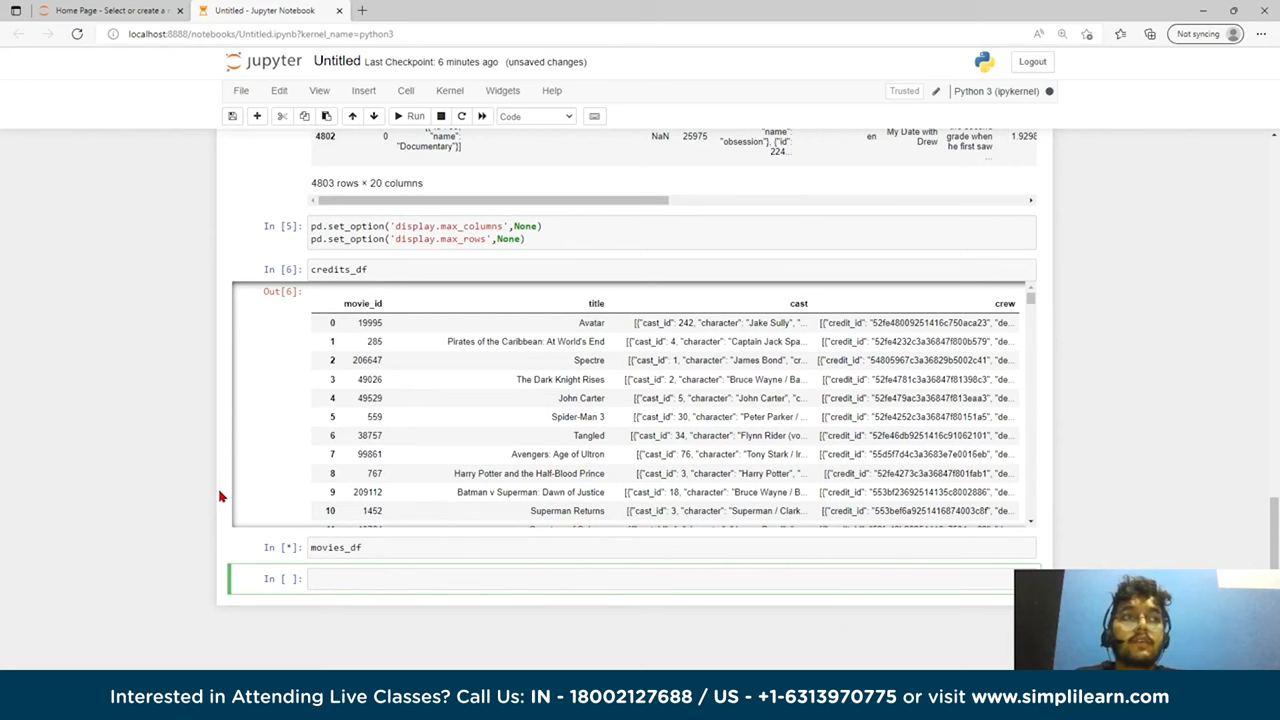 Home Page - Select or create a n
Untitled - Jupyter Notebook
localhost:8888/notebooks/Untitled.ipynb?kernel_name=python3
Not syncing
jupyter Untitled Last Checkpoint: 6 minutes ago (unsaved changes)
Logout
File Edit View Insert Cell Kernel Widgets Help
Trusted
Python 3 (ipykernel)
Run
Code
4802 0 "name": "Documentary"}] NaN 25975 "name": "obsession"}, {"id": 224... en My Date with Drew grade when he first saw ... 1.9298
4803 rows × 20 columns
In [5]: pd.set_option('display.max_columns',None)
pd.set_option('display.max_rows',None)
In [6]: credits_df
Out[6]:
movie_id title cast crew
0 19995 Avatar [{"cast_id": 242, "character": "Jake Sully", "... [{"credit_id": "52fe48009251416c750aca23", "de...
1 285 Pirates of the Caribbean: At World's End [{"cast_id": 4, "character": "Captain Jack Spa... [{"credit_id": "52fe4232c3a36847f800b579", "de...
2 206647 Spectre [{"cast_id": 1, "character": "James Bond", "cr... [{"credit_id": "54805967c3a36829b5002c41", "de...
3 49026 The Dark Knight Rises [{"cast_id": 2, "character": "Bruce Wayne / Ba... [{"credit_id": "52fe4781c3a36847f81398c3", "de...
4 49529 John Carter [{"cast_id": 5, "character": "John Carter", "c... [{"credit_id": "52fe479ac3a36847f813eaa3", "de...
5 559 Spider-Man 3 [{"cast_id": 30, "character": "Peter Parker / ... [{"credit_id": "52fe4252c3a36847f80151a5", "de...
6 38757 Tangled [{"cast_id": 34, "character": "Flynn Rider (vo... [{"credit_id": "52fe46db9251416c91062101", "de...
7 99861 Avengers: Age of Ultron [{"cast_id": 76, "character": "Tony Stark / Ir... [{"credit_id": "55d5f7d4c3a3683e7e0016eb", "de...
8 767 Harry Potter and the Half-Blood Prince [{"cast_id": 3, "character": "Harry Potter", "... [{"credit_id": "52fe4273c3a36847f801fab1", "de...
9 209112 Batman v Superman: Dawn of Justice [{"cast_id": 18, "character": "Bruce Wayne / B... [{"credit_id": "553bf23692514135c8002886", "de...
10 1452 Superman Returns [{"cast_id": 3, "character": "Superman / Clark... [{"credit_id": "553bef6a9251416874003c8f", "de...
In [*]: movies_df
In [ ]:
Interested in Attending Live Classes? Call Us: IN - 18002127688 / US - +1-6313970775 or visit www.simplilearn.com